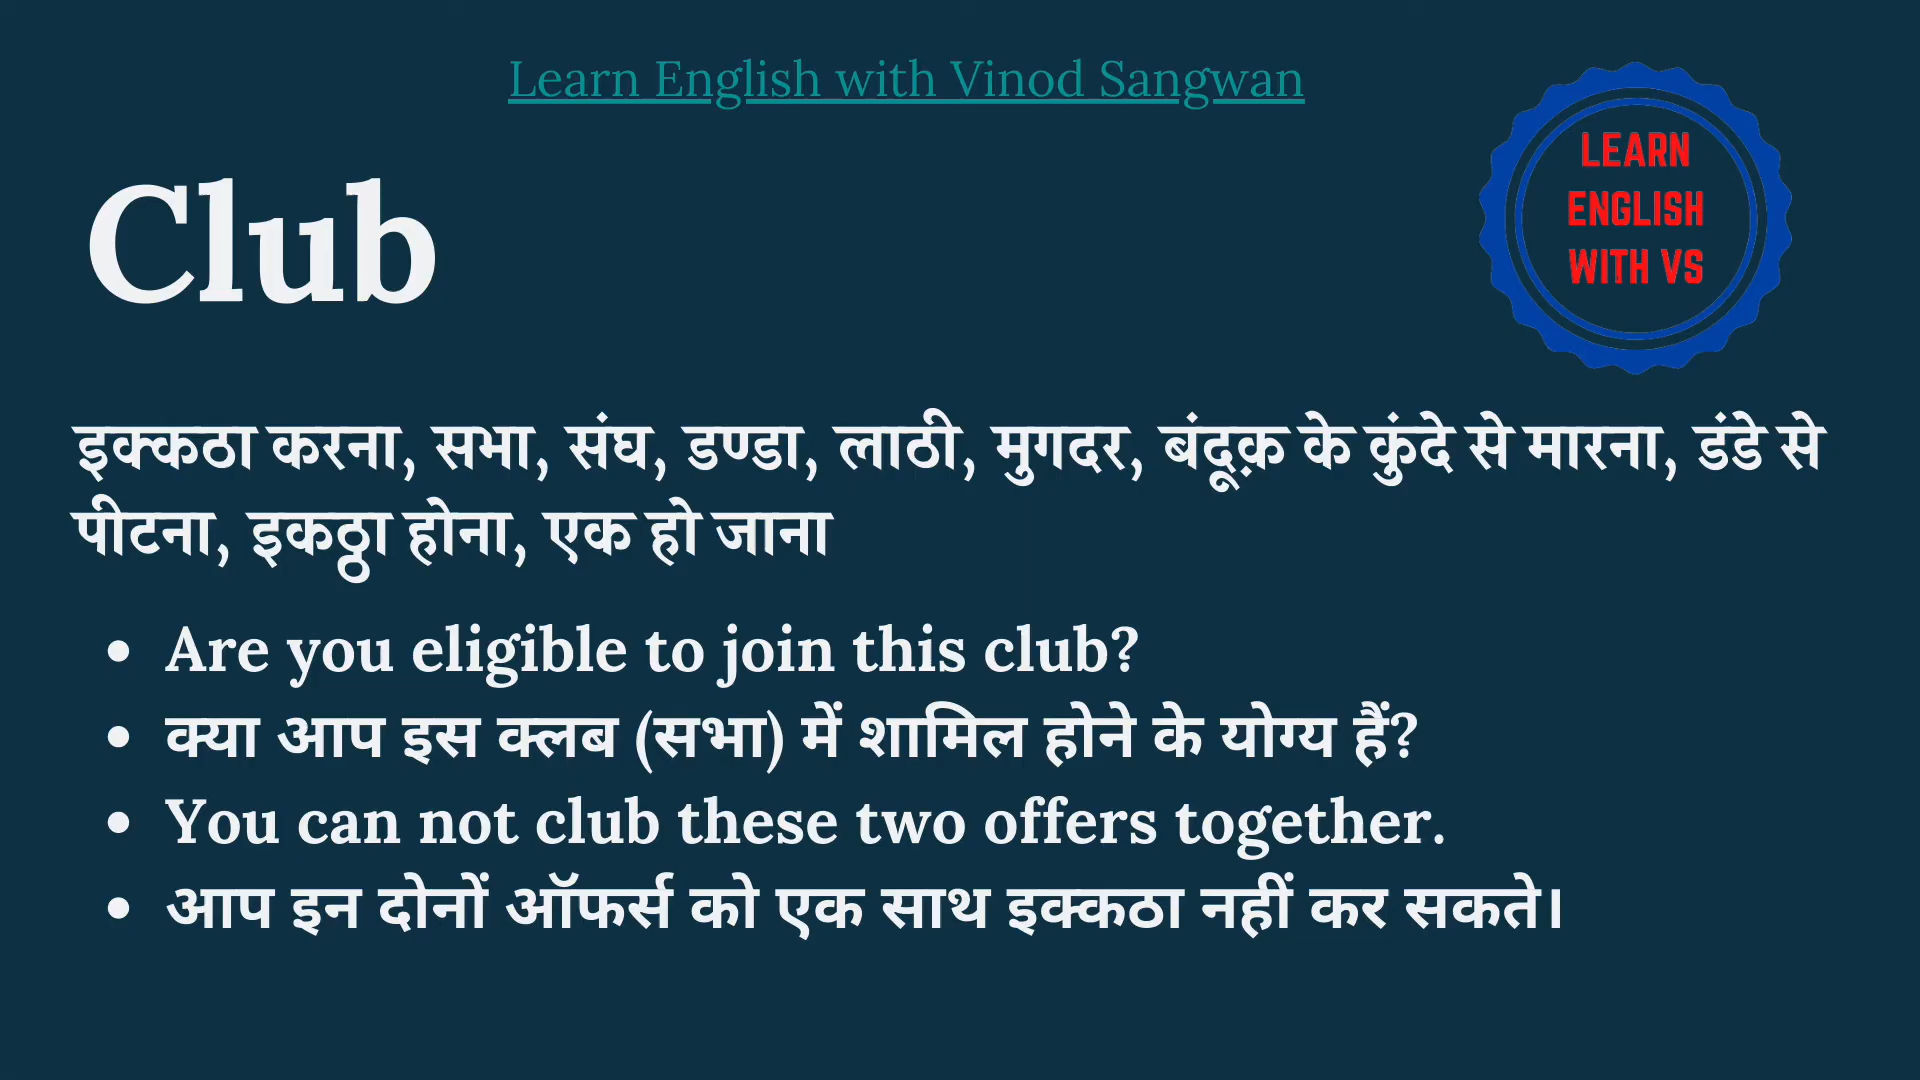 Learn English with Vinod Sangwan
LEARN
ENGLISH
WITH VS
Club
इक्कठा करना, सभा, संघ, डण्डा, लाठी, मुगदर, बंदूक़ के कुंदे से मारना, डंडे से
पीटना, इकठ्ठा होना, एक हो जाना
• Are you eligible to join this club?
• क्या आप इस क्लब (सभा) में शामिल होने के योग्य हैं?
• You can not club these two offers together.
• आप इन दोनों ऑफर्स को एक साथ इक्कठा नहीं कर सकते।